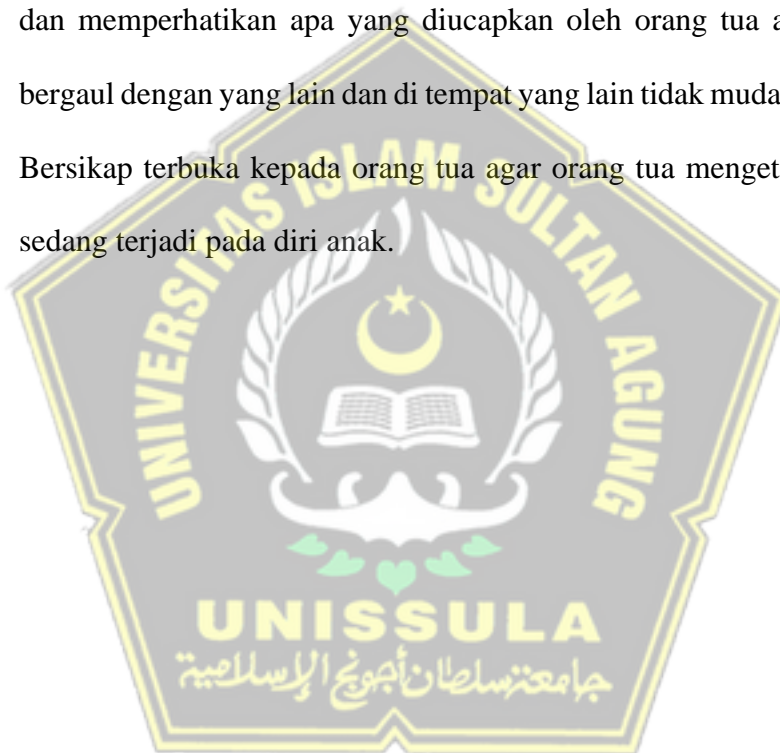 dan memperhatikan apa yang diucapkan oleh orang tua a
bergaul dengan yang lain dan di tempat yang lain tidak muda
Bersikap terbuka kepada orang tua agar orang tua menget
sedang terjadi pada diri anak.
UNIVERSITAS ISLAM SULTAN AGUNG
UNISSULA
جامعة سلطان أجونج الإسلامية